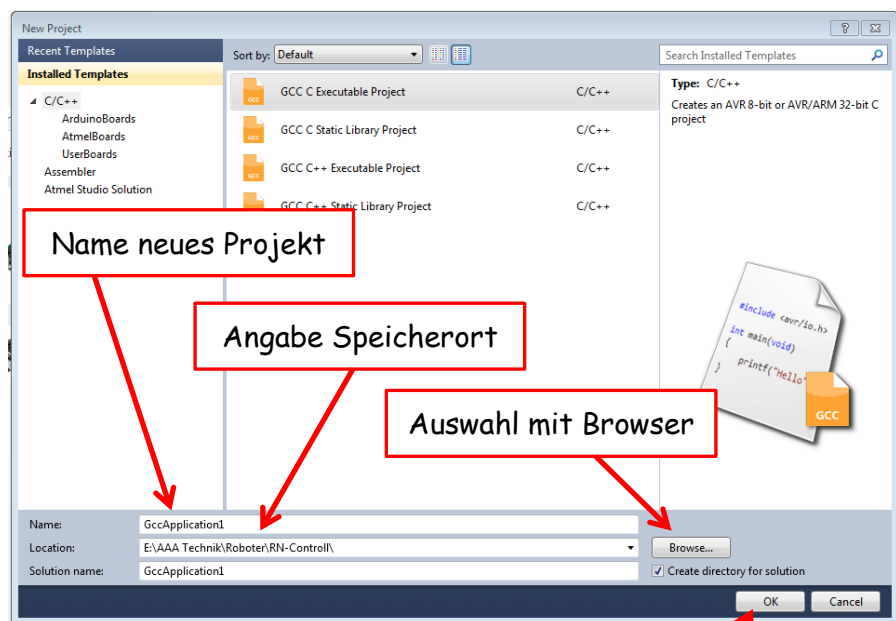 New Project
Recent Templates
Installed Templates
C/C++
ArduinoBoards
AtmelBoards
UserBoards
Assembler
Atmel Studio Solution
Sort by: Default
GCC C Executable Project C/C++
GCC C Static Library Project C/C++
GCC C++ Executable Project C/C++
GCC C++ Static Library Project C/C++
Search Installed Templates
Type: C/C++
Creates an AVR 8-bit or AVR/ARM 32-bit C
project
#include <avr/io.h>
int main(void)
{
printf("Hello"
}
GCC
Name neues Projekt
Angabe Speicherort
Auswahl mit Browser
Name: GccApplication1
Location: E:\AAA Technik\Roboter\RN-Controll\
Browse...
Solution name: GccApplication1
Create directory for solution
OK Cancel